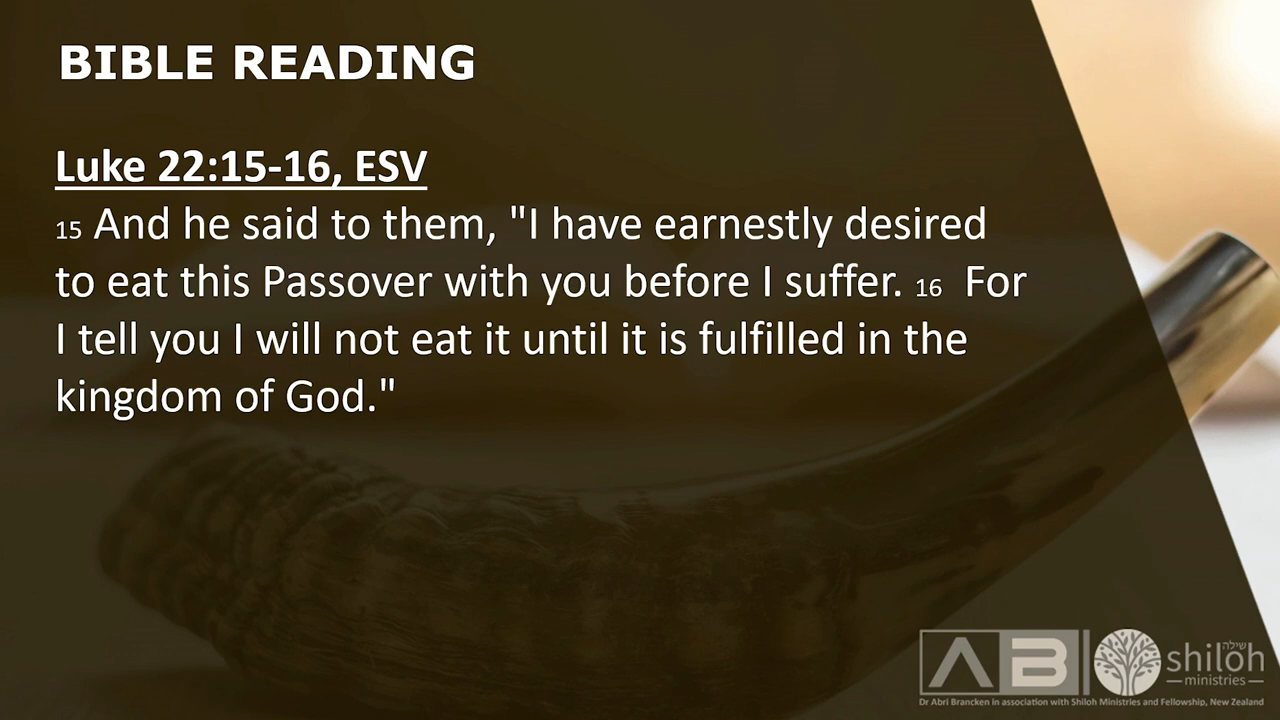 BIBLE READING
Luke 22:15-16, ESV
15 And he said to them, "I have earnestly desired
to eat this Passover with you before I suffer. 16 For
I tell you I will not eat it until it is fulfilled in the
kingdom of God."
AB
שילה
shiloh
ministries
Dr Abri Brancken in association with Shiloh Ministries and Fellowship, New Zealand